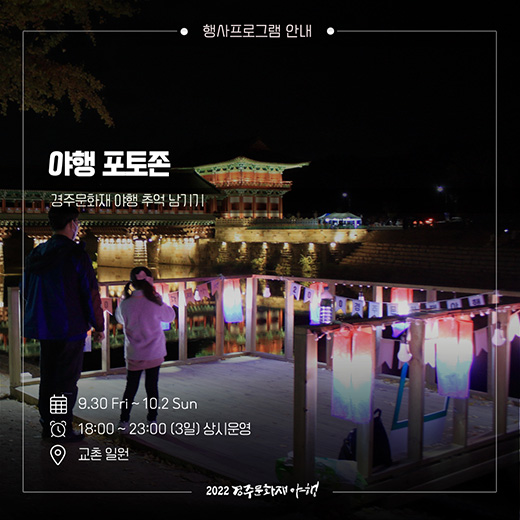 행사프로그램 안내
야행 포토존
경주문화재 야행 추억 남기기
9.30 Fri ~ 10.2 Sun
18:00 ~ 23:00 (3일) 상시운영
교촌 일원
2022 경주문화재야행